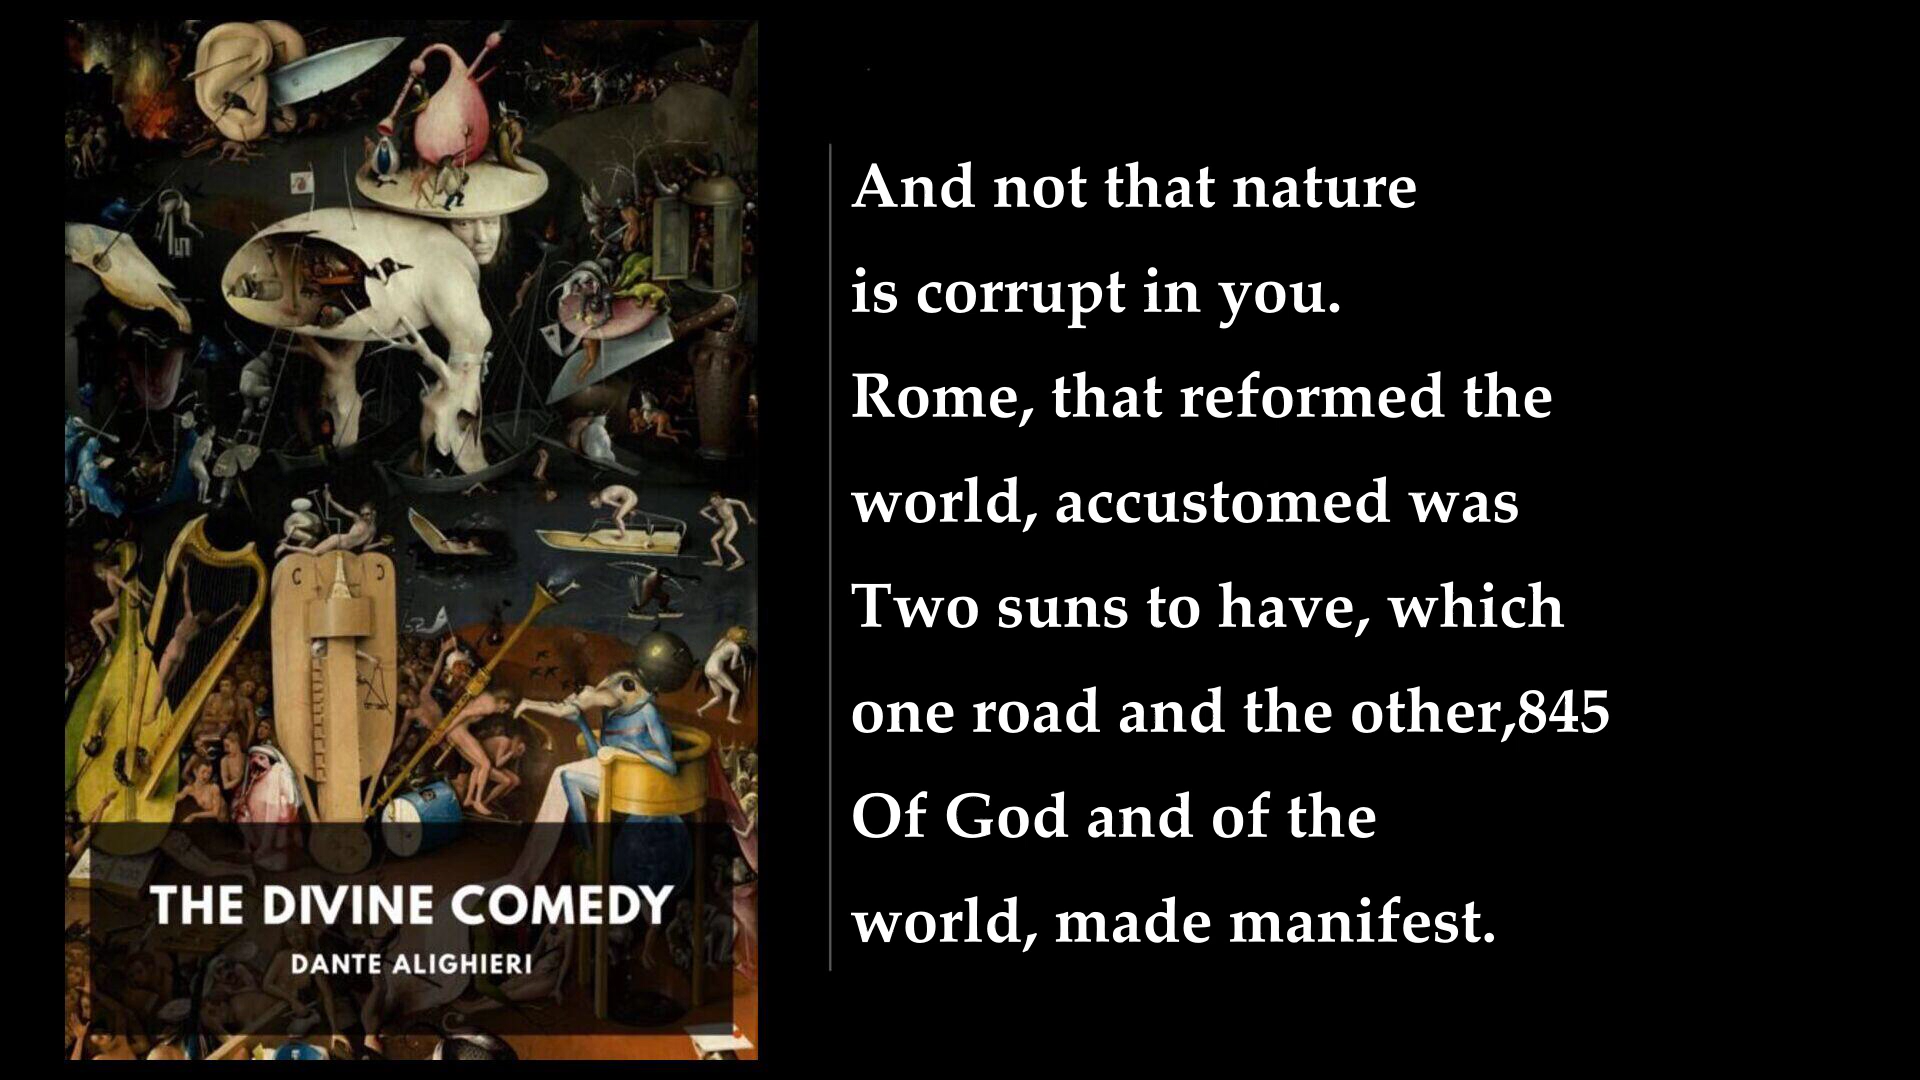 THE DIVINE COMEDY
DANTE ALIGHIERI
And not that nature
is corrupt in you.
Rome, that reformed the
world, accustomed was
Two suns to have, which
one road and the other,845
Of God and of the
world, made manifest.